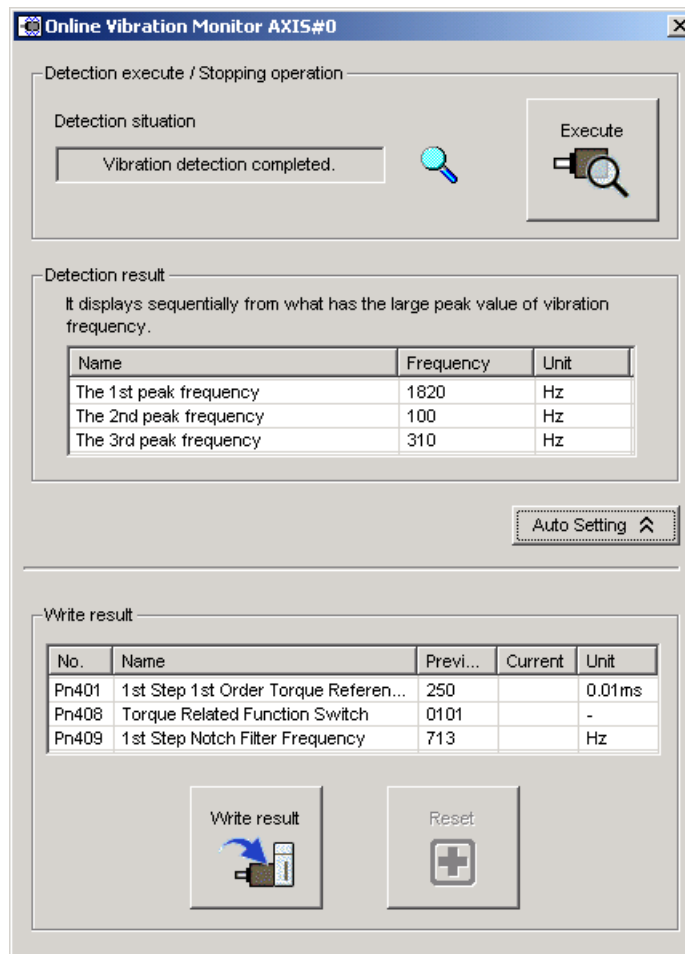 Online Vibration Monitor AXIS#0
Detection execute / Stopping operation
Detection situation
Vibration detection completed.
Execute
Detection result
It displays sequentially from what has the large peak value of vibration
frequency.
Name Frequency Unit
The 1st peak frequency 1820 Hz
The 2nd peak frequency 100 Hz
The 3rd peak frequency 310 Hz
Auto Setting
Write result
No. Name Previ... Current Unit
Pn401 1st Step 1st Order Torque Referen... 250 0.01ms
Pn408 Torque Related Function Switch 0101 -
Pn409 1st Step Notch Filter Frequency 713 Hz
Write result
Reset